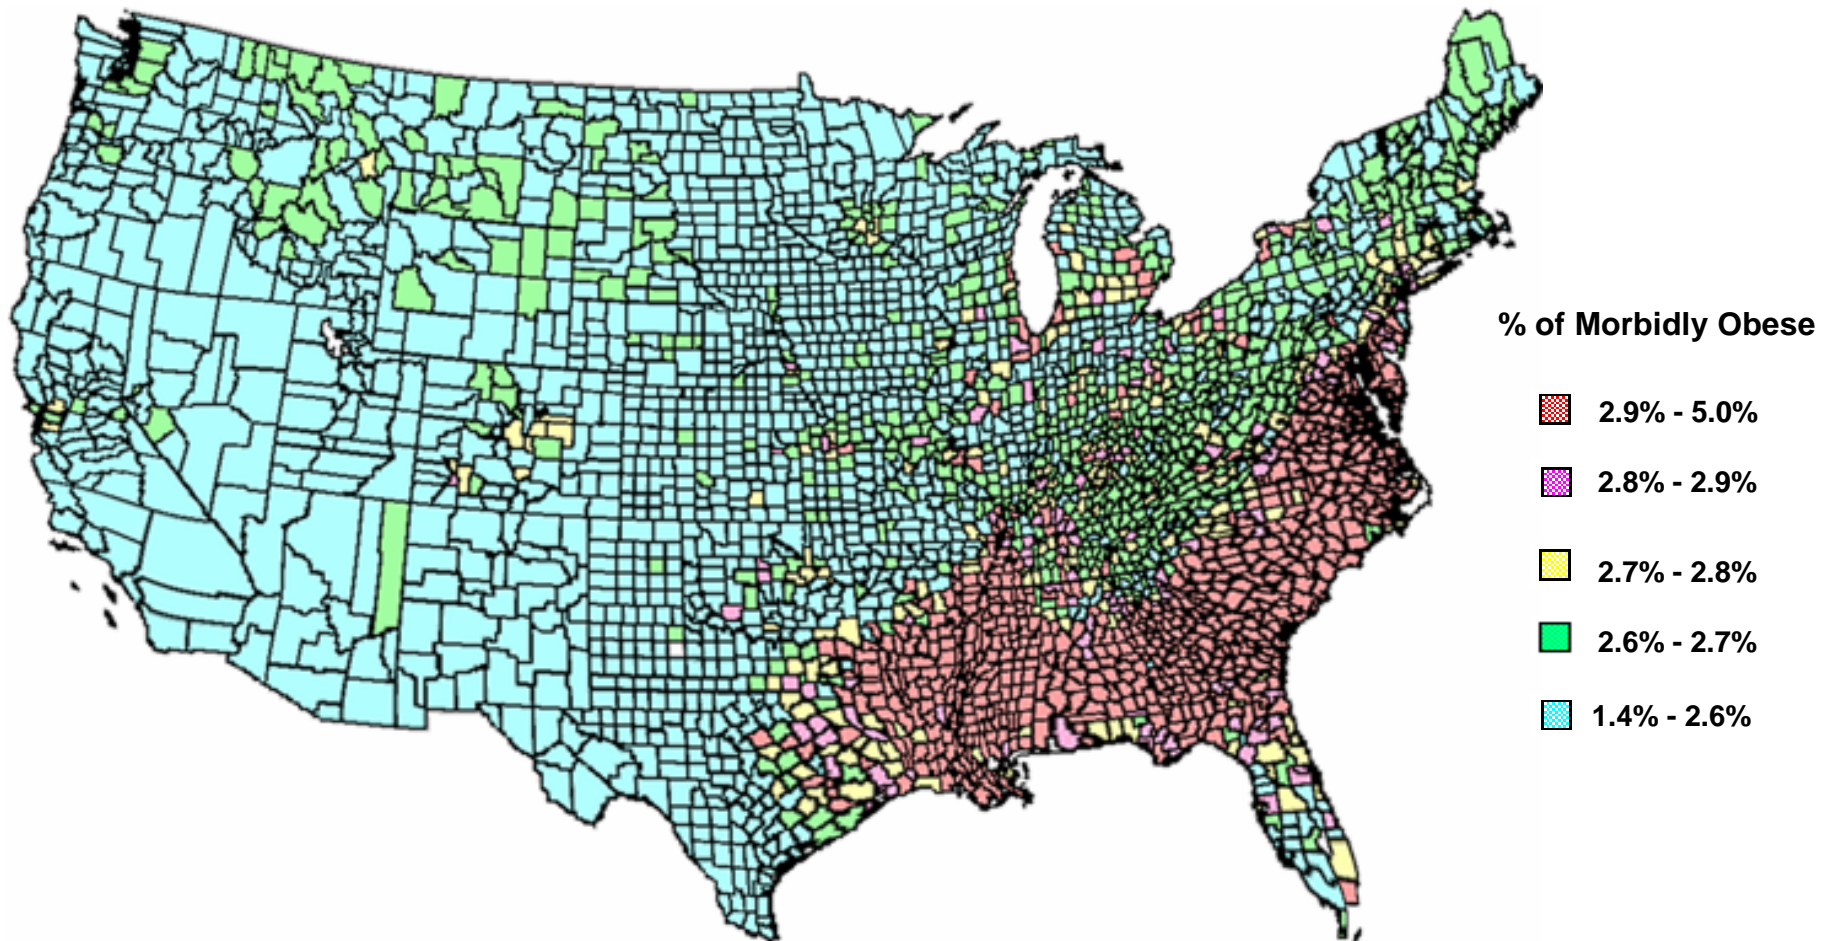 % of Morbidly Obese
2.9% - 5.0%
2.8% - 2.9%
2.7% - 2.8%
2.6% - 2.7%
1.4% - 2.6%